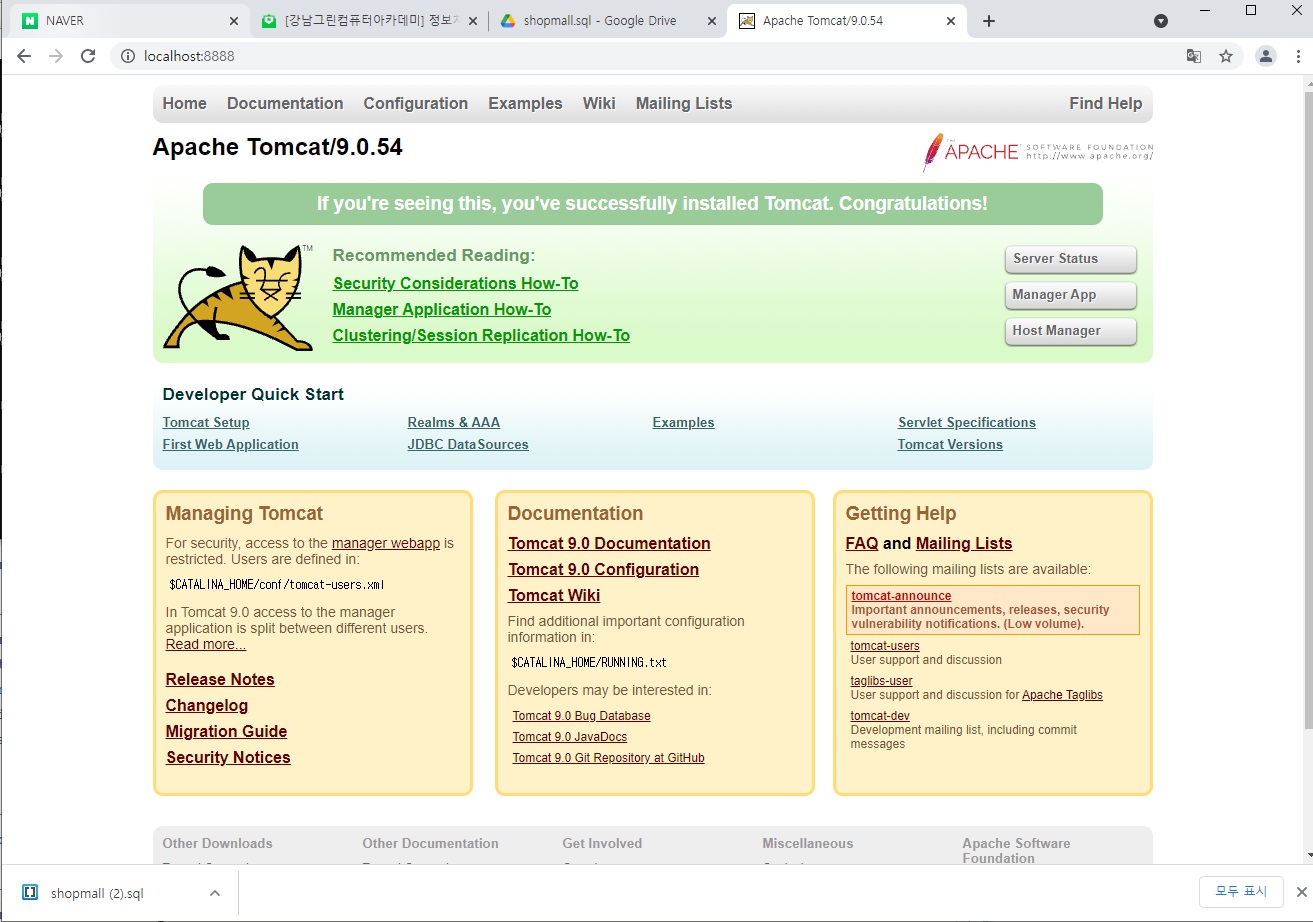 NAVER
[강남그린컴퓨터아카데미] 정보
shopmall.sql - Google Drive
Apache Tomcat/9.0.54
localhost:8888
Home Documentation Configuration Examples Wiki Mailing Lists Find Help
Apache Tomcat/9.0.54
THE APACHE SOFTWARE FOUNDATION
http://www.apache.org/
If you're seeing this, you've successfully installed Tomcat. Congratulations!
TM
Recommended Reading:
Security Considerations How-To
Manager Application How-To
Clustering/Session Replication How-To
Server Status
Manager App
Host Manager
Developer Quick Start
Tomcat Setup Realms & AAA Examples Servlet Specifications
First Web Application JDBC DataSources Tomcat Versions
Managing Tomcat
For security, access to the manager webapp is
restricted. Users are defined in:
$CATALINA_HOME/conf/tomcat-users.xml
In Tomcat 9.0 access to the manager
application is split between different users.
Read more...
Release Notes
Changelog
Migration Guide
Security Notices
Documentation
Tomcat 9.0 Documentation
Tomcat 9.0 Configuration
Tomcat Wiki
Find additional important configuration
information in:
$CATALINA_HOME/RUNNING.txt
Developers may be interested in:
Tomcat 9.0 Bug Database
Tomcat 9.0 JavaDocs
Tomcat 9.0 Git Repository at GitHub
Getting Help
FAQ and Mailing Lists
The following mailing lists are available:
tomcat-announce
Important announcements, releases, security
vulnerability notifications. (Low volume).
tomcat-users
User support and discussion
taglibs-user
User support and discussion for Apache Taglibs
tomcat-dev
Development mailing list, including commit
messages
Other Downloads Other Documentation Get Involved Miscellaneous Apache Software
Foundation
shopmall (2).sql
모두 표시